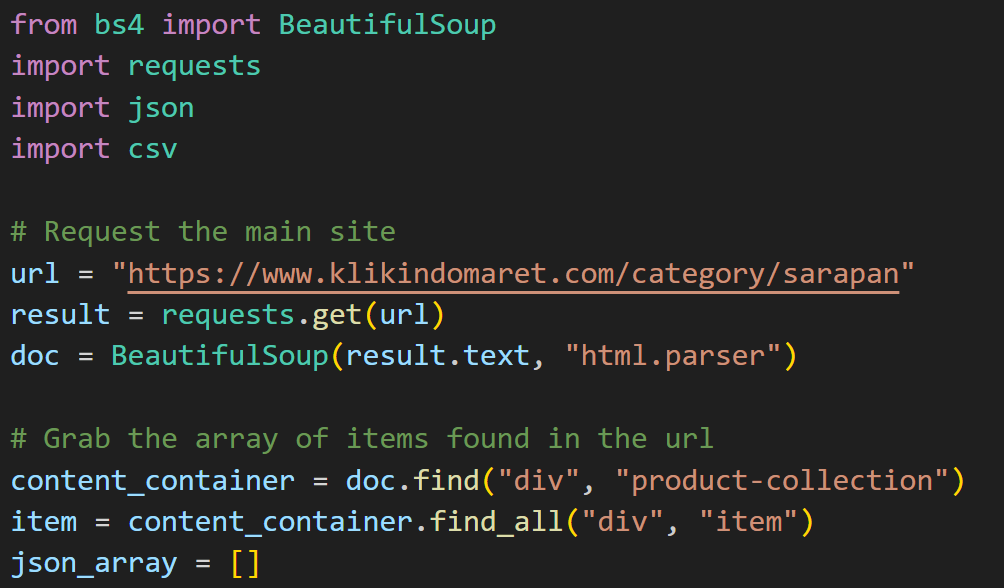 from bs4 import BeautifulSoup
import requests
import json
import csv
# Request the main site
url = "https://www.klikindomaret.com/category/sarapan"
result = requests.get(url)
doc = BeautifulSoup(result.text, "html.parser")
# Grab the array of items found in the url
content_container = doc.find("div", "product-collection")
item = content_container.find_all("div", "item")
json_array = []